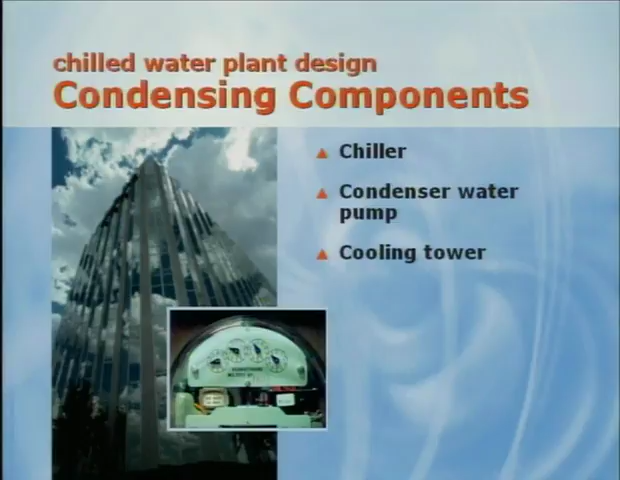 chilled water plant design
Condensing Components
Chiller
Condenser water
pump
Cooling tower